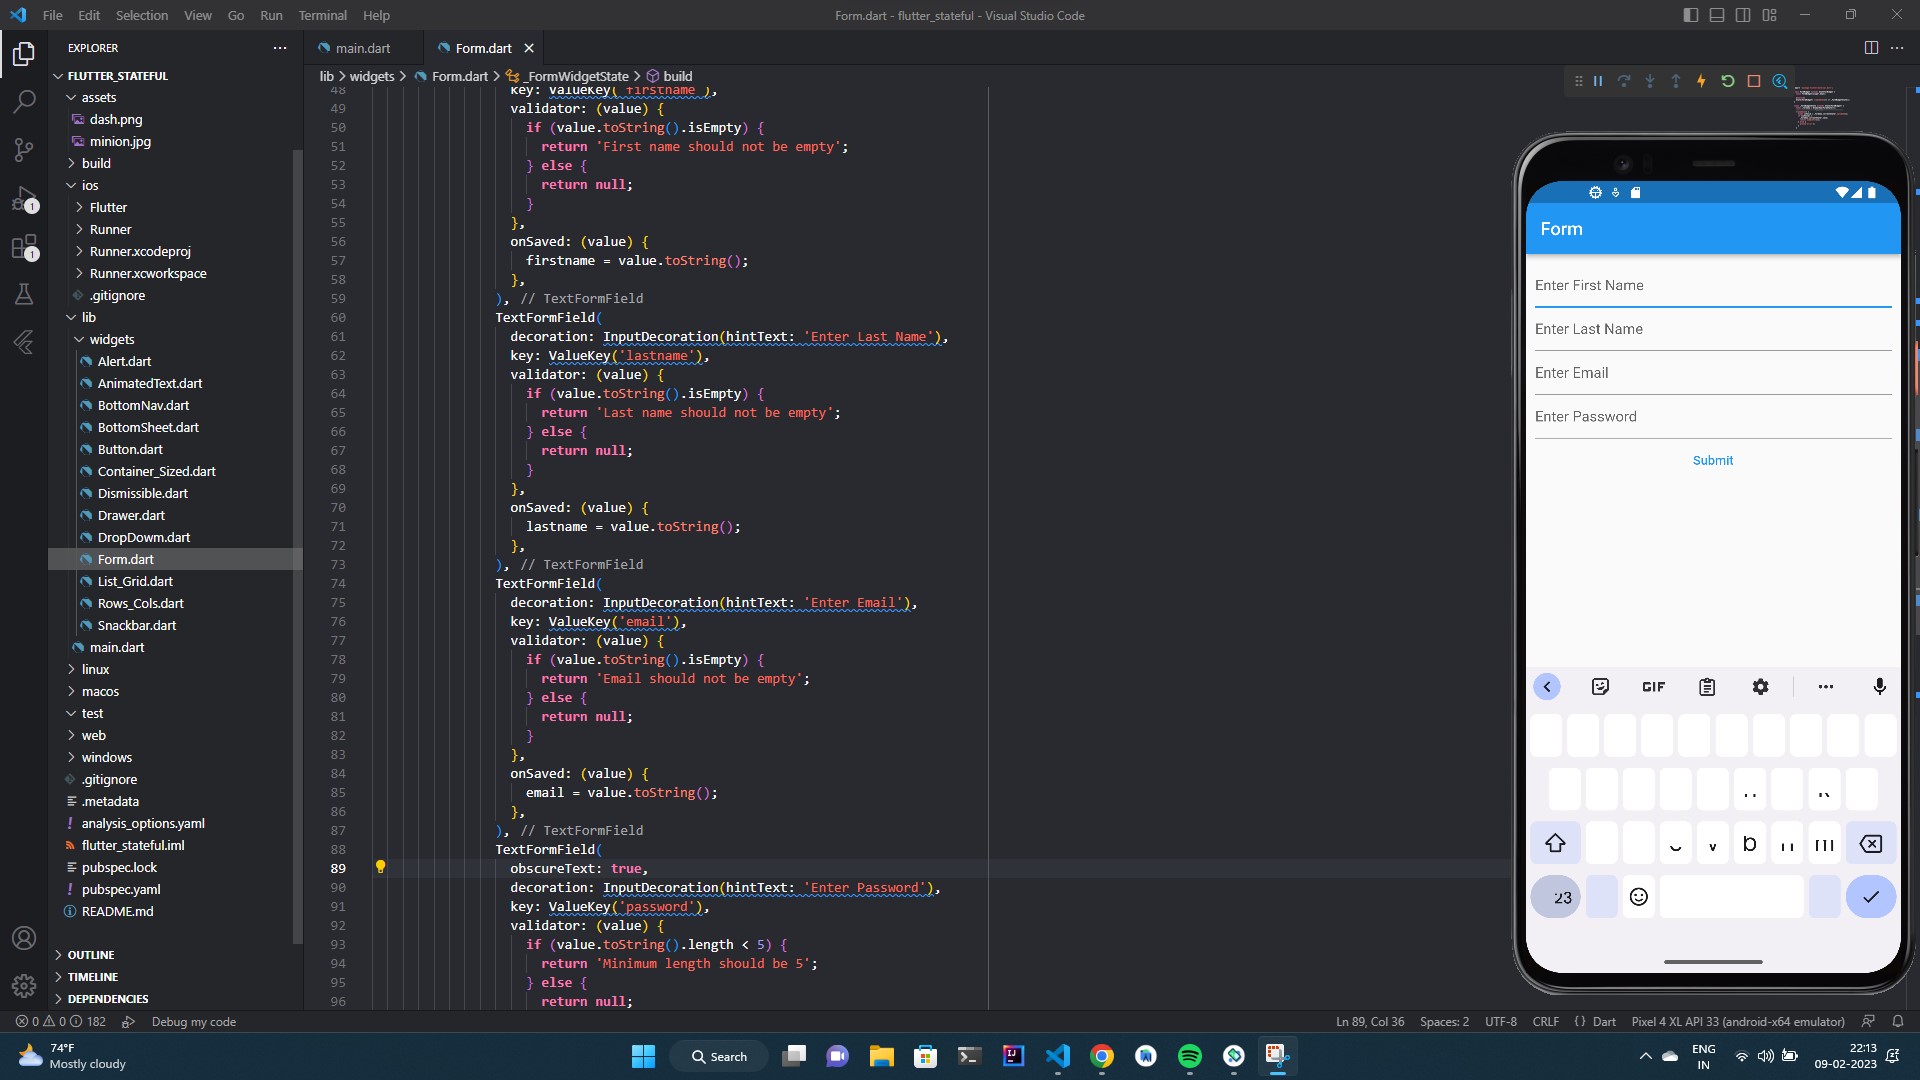 File Edit Selection View Go Run Terminal Help
Form.dart - flutter_stateful - Visual Studio Code
EXPLORER
FLUTTER_STATEFUL
assets
dash.png
minion.jpg
build
ios
Flutter
Runner
Runner.xcodeproj
Runner.xcworkspace
.gitignore
lib
widgets
Alert.dart
AnimatedText.dart
BottomNav.dart
BottomSheet.dart
Button.dart
Container_Sized.dart
Dismissible.dart
Drawer.dart
DropDowm.dart
Form.dart
List_Grid.dart
Rows_Cols.dart
Snackbar.dart
main.dart
linux
macos
test
web
windows
.gitignore
.metadata
analysis_options.yaml
flutter_stateful.iml
pubspec.lock
pubspec.yaml
README.md
OUTLINE
TIMELINE
DEPENDENCIES
1
1
main.dart
Form.dart
lib > widgets > Form.dart > _FormWidgetState > build
48 key: ValueKey('firstname'),
49 validator: (value) {
50 if (value.toString().isEmpty) {
51 return 'First name should not be empty';
52 } else {
53 return null;
54 }
55 },
56 onSaved: (value) {
57 firstname = value.toString();
58 },
59 ), // TextFormField
60 TextFormField(
61 decoration: InputDecoration(hintText: 'Enter Last Name'),
62 key: ValueKey('lastname'),
63 validator: (value) {
64 if (value.toString().isEmpty) {
65 return 'Last name should not be empty';
66 } else {
67 return null;
68 }
69 },
70 onSaved: (value) {
71 lastname = value.toString();
72 },
73 ), // TextFormField
74 TextFormField(
75 decoration: InputDecoration(hintText: 'Enter Email'),
76 key: ValueKey('email'),
77 validator: (value) {
78 if (value.toString().isEmpty) {
79 return 'Email should not be empty';
80 } else {
81 return null;
82 }
83 },
84 onSaved: (value) {
85 email = value.toString();
86 },
87 ), // TextFormField
88 TextFormField(
89 obscureText: true,
90 decoration: InputDecoration(hintText: 'Enter Password'),
91 key: ValueKey('password'),
92 validator: (value) {
93 if (value.toString().length < 5) {
94 return 'Minimum length should be 5';
95 } else {
96 return null;
Form
Enter First Name
Enter Last Name
Enter Email
Enter Password
Submit
GIF
b
23
0 0 182 Debug my code
Ln 89, Col 36 Spaces: 2 UTF-8 CRLF {} Dart Pixel 4 XL API 33 (android-x64 emulator)
74°F
Mostly cloudy
Search
ENG
IN
22:13
09-02-2023